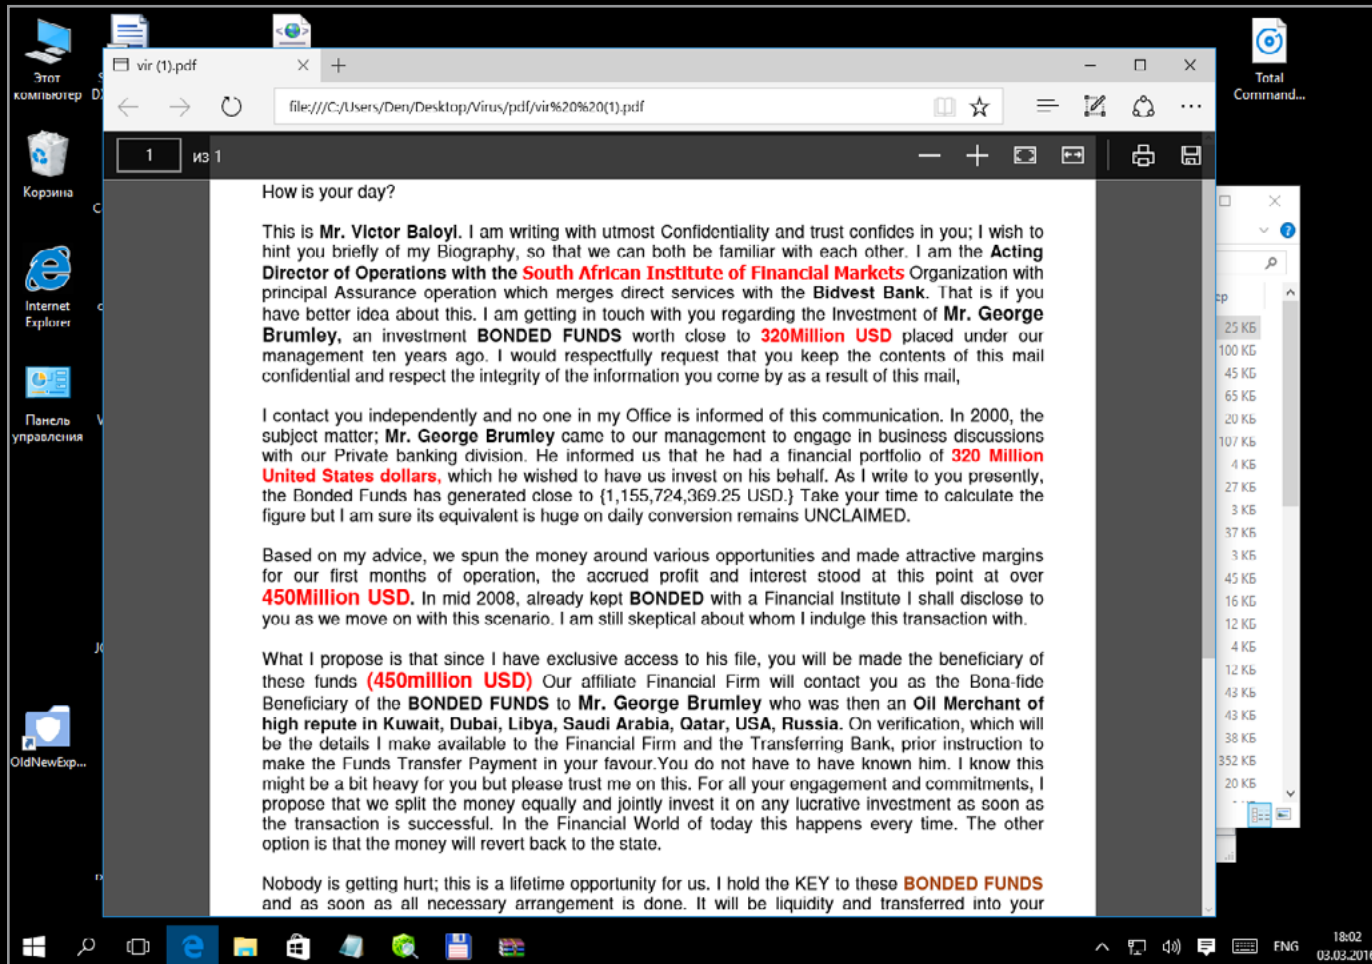 Этот
компьютер
Корзина
Internet
Explorer
Панель
управления
OldNewExp...
Total
Command...
vir (1).pdf
file:///C:/Users/Den/Desktop/Virus/pdf/vir%20%20(1).pdf
1 из 1
How is your day?
This is Mr. Victor Baloyl. I am writing with utmost Confidentiality and trust confides in you; I wish to
hint you briefly of my Biography, so that we can both be familiar with each other. I am the Acting
Director of Operations with the South African Institute of Financial Markets Organization with
principal Assurance operation which merges direct services with the Bidvest Bank. That is if you
have better idea about this. I am getting in touch with you regarding the Investment of Mr. George
Brumley, an investment BONDED FUNDS worth close to 320Million USD placed under our
management ten years ago. I would respectfully request that you keep the contents of this mail
confidential and respect the integrity of the information you come by as a result of this mail,
I contact you independently and no one in my Office is informed of this communication. In 2000, the
subject matter; Mr. George Brumley came to our management to engage in business discussions
with our Private banking division. He informed us that he had a financial portfolio of 320 Million
United States dollars, which he wished to have us invest on his behalf. As I write to you presently,
the Bonded Funds has generated close to {1,155,724,369.25 USD.} Take your time to calculate the
figure but I am sure its equivalent is huge on daily conversion remains UNCLAIMED.
Based on my advice, we spun the money around various opportunities and made attractive margins
for our first months of operation, the accrued profit and interest stood at this point at over
450Million USD. In mid 2008, already kept BONDED with a Financial Institute I shall disclose to
you as we move on with this scenario. I am still skeptical about whom I indulge this transaction with.
What I propose is that since I have exclusive access to his file, you will be made the beneficiary of
these funds (450million USD) Our affiliate Financial Firm will contact you as the Bona-fide
Beneficiary of the BONDED FUNDS to Mr. George Brumley who was then an Oil Merchant of
high repute in Kuwait, Dubai, Libya, Saudi Arabia, Qatar, USA, Russia. On verification, which will
be the details I make available to the Financial Firm and the Transferring Bank, prior instruction to
make the Funds Transfer Payment in your favour.You do not have to have known him. I know this
might be a bit heavy for you but please trust me on this. For all your engagement and commitments, I
propose that we split the money equally and jointly invest it on any lucrative investment as soon as
the transaction is successful. In the Financial World of today this happens every time. The other
option is that the money will revert back to the state.
Nobody is getting hurt; this is a lifetime opportunity for us. I hold the KEY to these BONDED FUNDS
and as soon as all necessary arrangement is done. It will be liquidity and transferred into your
25 КБ
100 КБ
45 КБ
65 КБ
20 КБ
107 КБ
4 КБ
27 КБ
3 КБ
37 КБ
3 КБ
45 КБ
16 КБ
12 КБ
4 КБ
12 КБ
43 КБ
43 КБ
38 КБ
352 КБ
20 КБ
ENG
18:02
03.03.2016